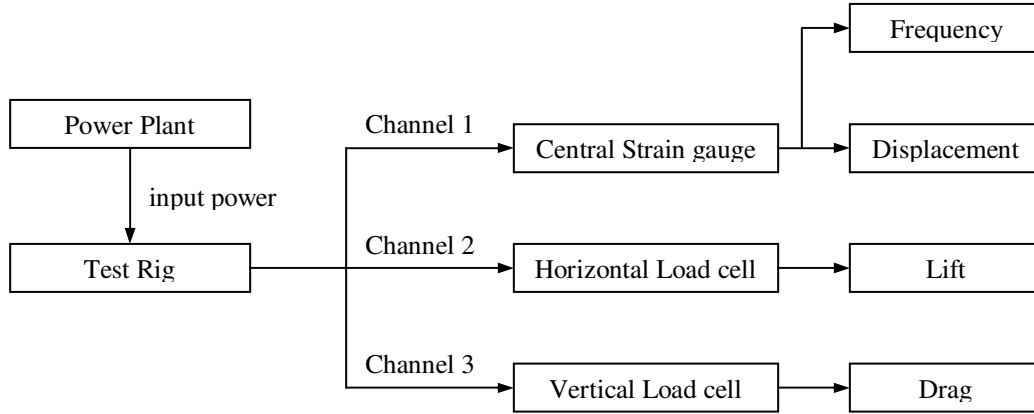 Frequency
Power Plant
Channel 1
Central Strain gauge
Displacement
input power
Channel 2
Test Rig
Horizontal Load cell
Lift
Channel 3
Vertical Load cell
Drag